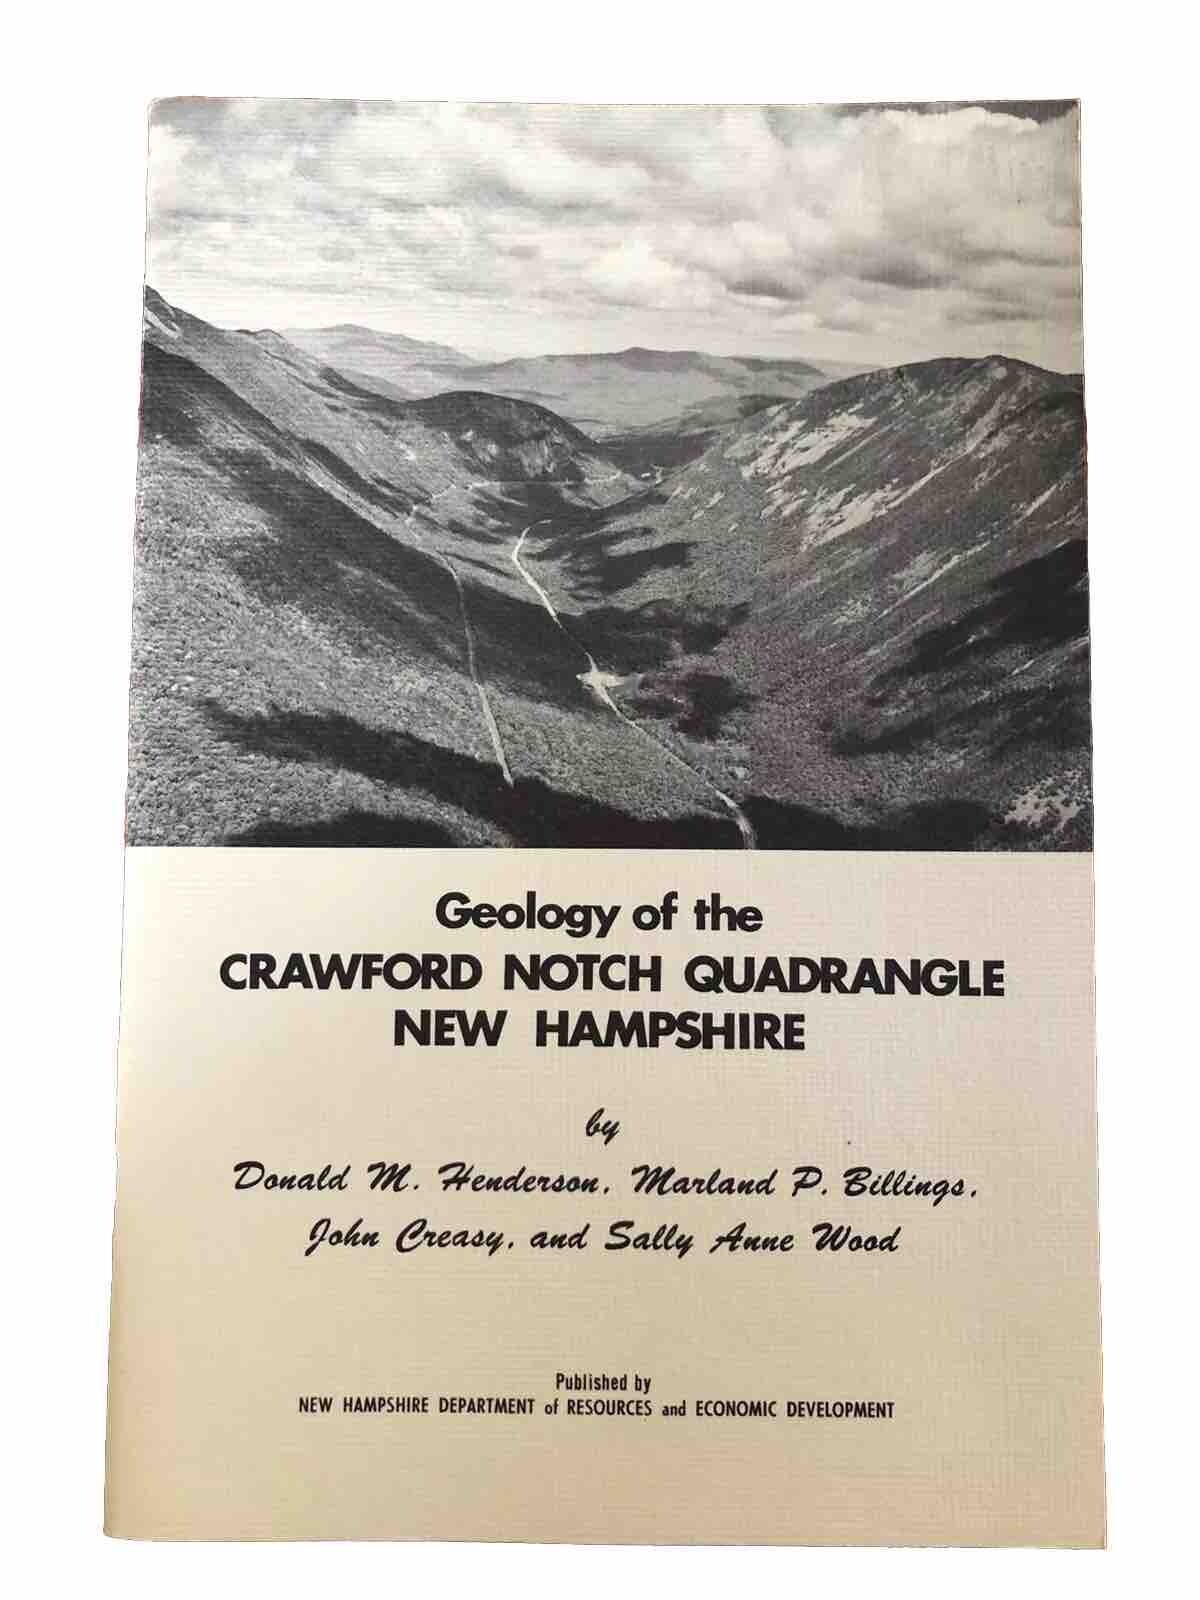 Geology of the
CRAWFORD NOTCH QUADRANGLE
NEW HAMPSHIRE
by
Donald M. Henderson, Marland P. Billings,
John Creasy, and Sally Anne Wood
Published by
NEW HAMPSHIRE DEPARTMENT of RESOURCES and ECONOMIC DEVELOPMENT